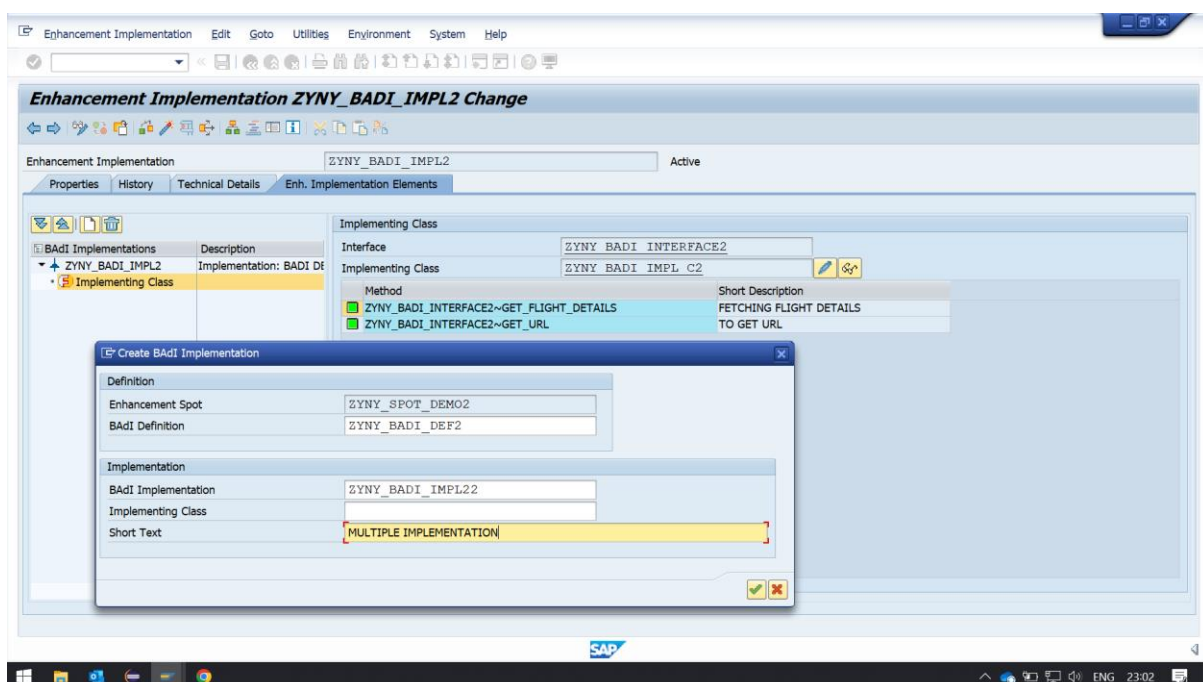 Enhancement Implementation Edit Goto Utilities Environment System Help
Enhancement Implementation ZYNY_BADI_IMPL2 Change
Enhancement Implementation ZYNY_BADI_IMPL2 Active
Properties History Technical Details Enh. Implementation Elements
Implementing Class
BAdI Implementations Description
Interface ZYNY_BADI_INTERFACE2
ZYNY_BADI_IMPL2 Implementation: BADI DE
Implementing Class ZYNY_BADI_IMPL_C2
Implementing Class
Method Short Description
ZYNY_BADI_INTERFACE2~GET_FLIGHT_DETAILS FETCHING FLIGHT DETAILS
ZYNY_BADI_INTERFACE2~GET_URL TO GET URL
Create BAdI Implementation
Definition
Enhancement Spot ZYNY_SPOT_DEMO2
BAdI Definition ZYNY_BADI_DEF2
Implementation
BAdI Implementation ZYNY_BADI_IMPL22
Implementing Class
Short Text MULTIPLE IMPLEMENTATION
SAP
ENG 23:02